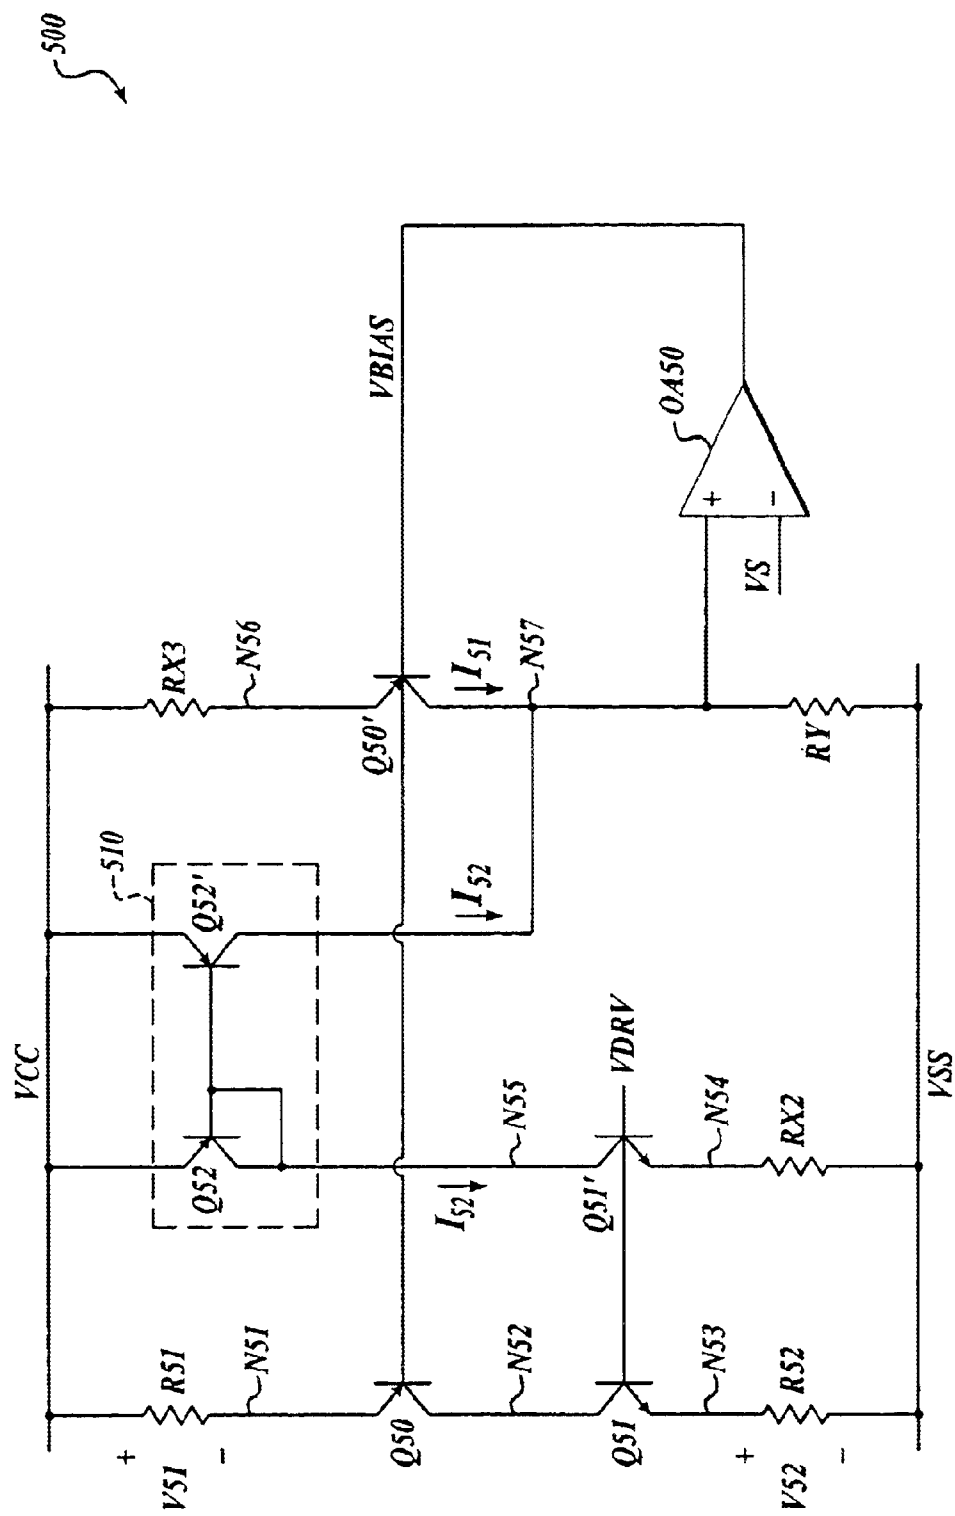 500
VCC
510
Q52
Q52'
R51
RX3
V51
+
-
N51
N56
VBIAS
Q50
Q50'
I52
I52
I51
N52
N55
N57
Q51
Q51'
VDRV
OA50
+
-
VS
N53
N54
V52
+
-
R52
RX2
RY
VSS